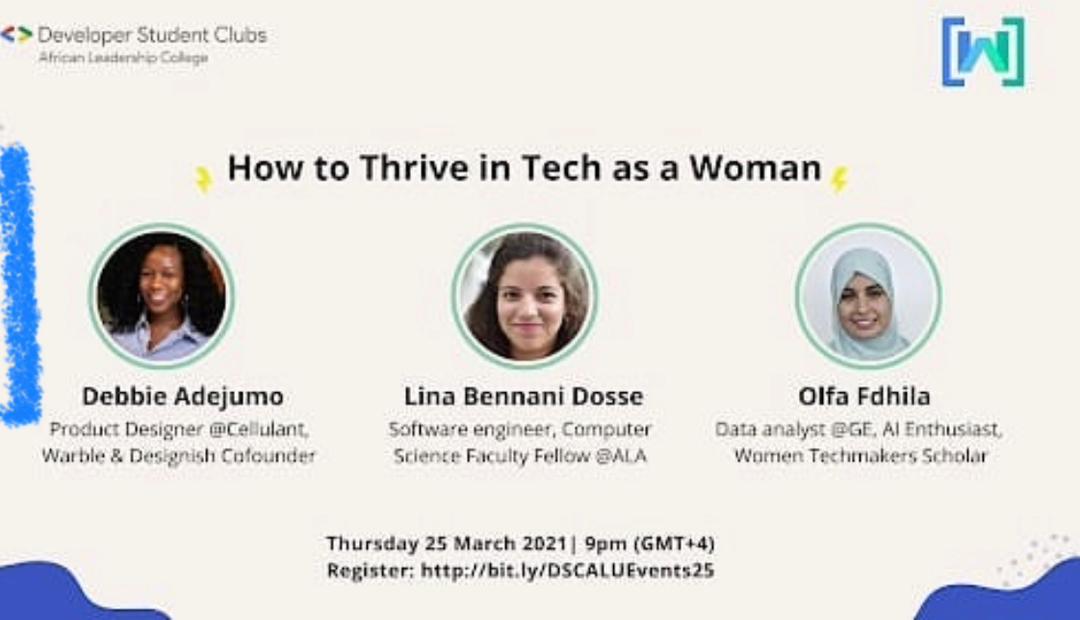 <> Developer Student Clubs
African Leadership College
[W]
How to Thrive in Tech as a Woman
Debbie Adejumo
Product Designer @Cellulant,
Warble & Designish Cofounder
Lina Bennani Dosse
Software engineer, Computer
Science Faculty Fellow @ALA
Olfa Fdhila
Data analyst @GE, AI Enthusiast,
Women Techmakers Scholar
Thursday 25 March 2021| 9pm (GMT+4)
Register: http://bit.ly/DSCALUEvents25